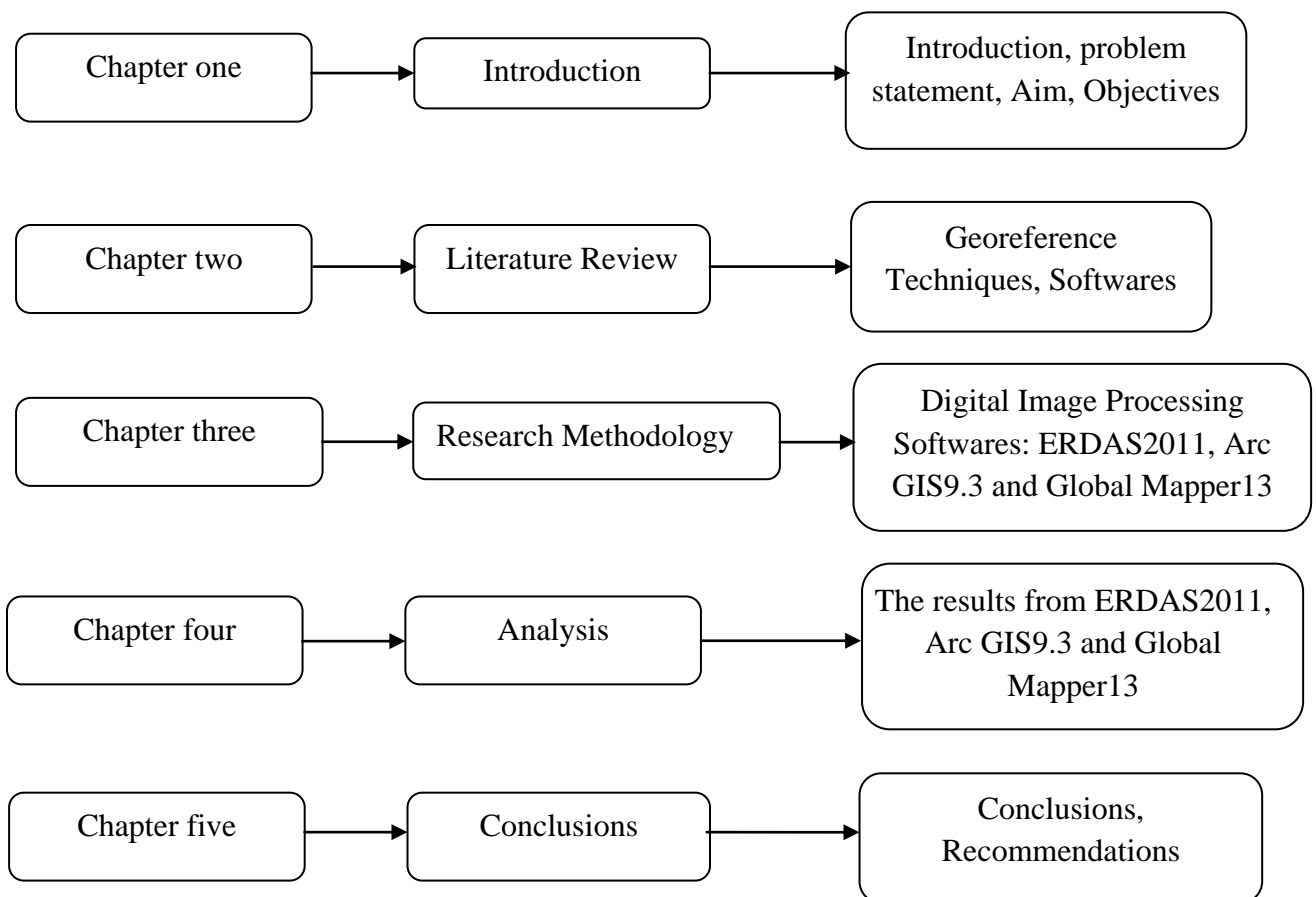 Chapter one
Introduction
Introduction, problem
statement, Aim, Objectives
Chapter two
Literature Review
Georeference
Techniques, Softwares
Chapter three
Research Methodology
Digital Image Processing
Softwares: ERDAS2011, Arc
GIS9.3 and Global Mapper13
Chapter four
Analysis
The results from ERDAS2011,
Arc GIS9.3 and Global
Mapper13
Chapter five
Conclusions
Conclusions,
Recommendations